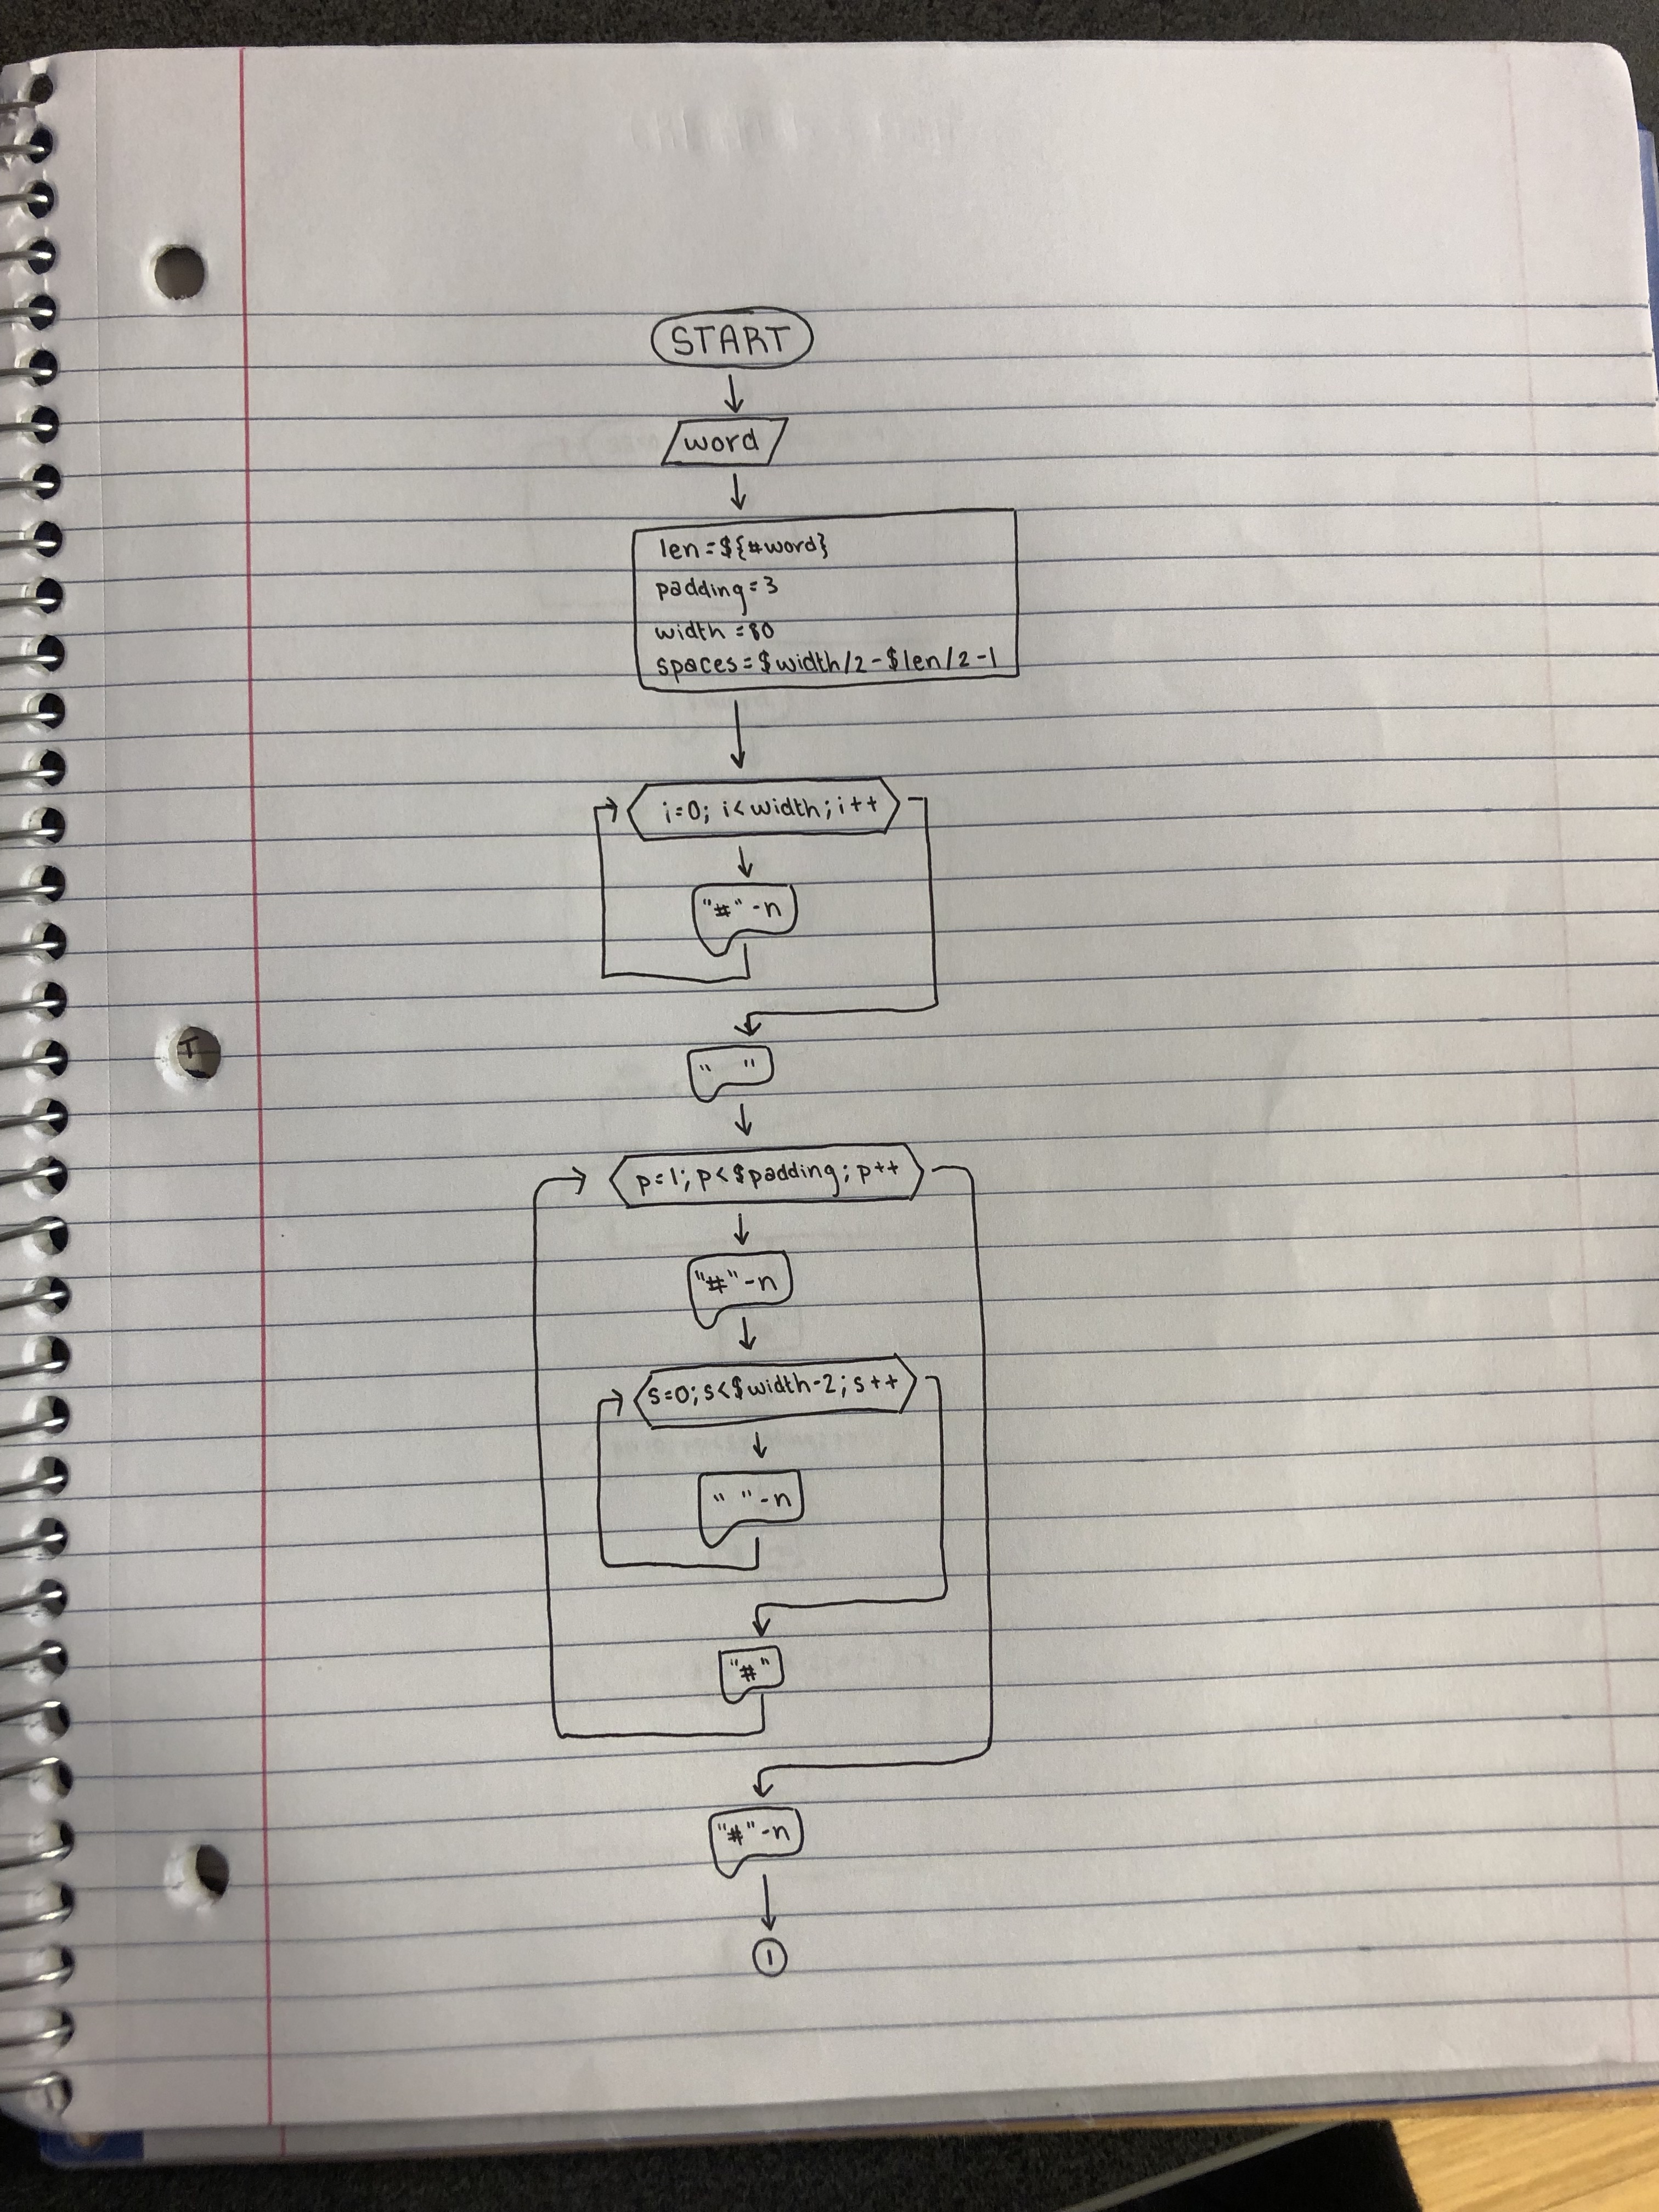 START
word
len=${#word}
padding=3
width=80
spaces=$width/2-$len/2-1
i=0; i<width; i++
"#" -n
" "
p=1; p<$padding; p++
"#"-n
s=0; s<$width-2; s++
" "-n
"#"
"#"-n
1